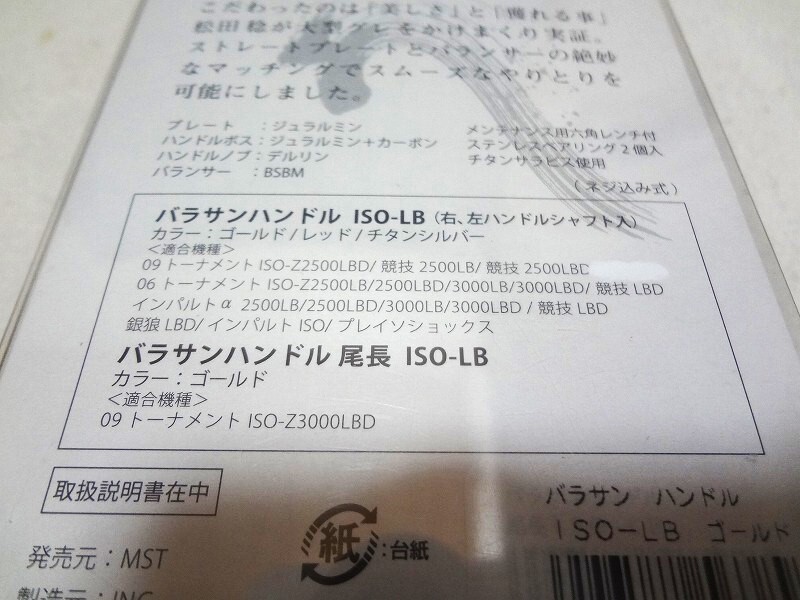 こだわったのは「美しさ」と「獲れる事」
松田稔が大型グレをかけまくり実証。
ストレートプレートとバランサーの絶妙
なマッチングでスムーズなやりとりを
可能にしました。
プレート　：ジュラルミン
ハンドルボス：ジュラルミン＋カーボン
ハンドルノブ：デルリン
バランサー　：BSBM
メンテナンス用六角レンチ付
ステンレスベアリング2個入
チタンサラビス使用
（ネジ込み式）
バラサンハンドル ISO-LB（右、左ハンドルシャフト入）
カラー：ゴールド/レッド/チタンシルバー
＜適合機種＞
09 トーナメント ISO-Z2500LBD/ 競技 2500LB/ 競技 2500LBD
06 トーナメント ISO-Z2500LB/2500LBD/3000LB/3000LBD/ 競技 LBD
インパルトα 2500LB/2500LBD/3000LB/3000LBD / 競技 LBD
銀狼 LBD/ インパルト ISO/ プレイソショックス
バラサンハンドル 尾長 ISO-LB
カラー：ゴールド
＜適合機種＞
09 トーナメント ISO-Z3000LBD
取扱説明書在中
紙：台紙
バラサン ハンドル
ISO-LB ゴールド
発売元：MST
製造元：ING